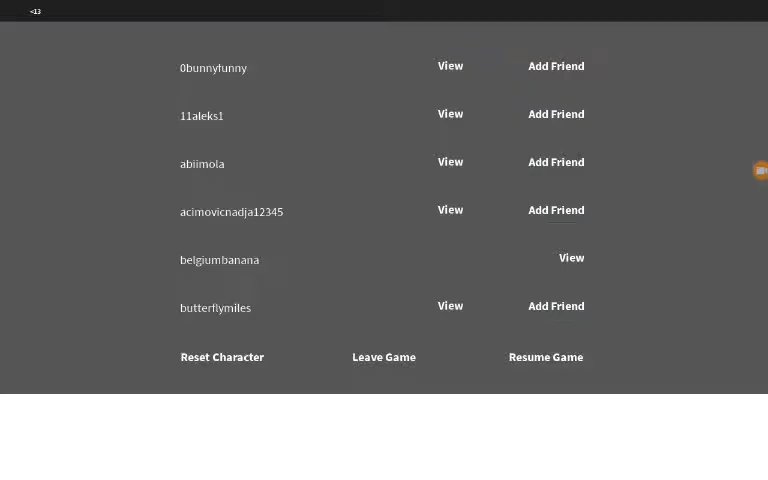 <13
0bunnyfunny View Add Friend
11aleks1 View Add Friend
abiimola View Add Friend
acimovicnadja12345 View Add Friend
belgiumbanana View
butterflymiles View Add Friend
Reset Character Leave Game Resume Game